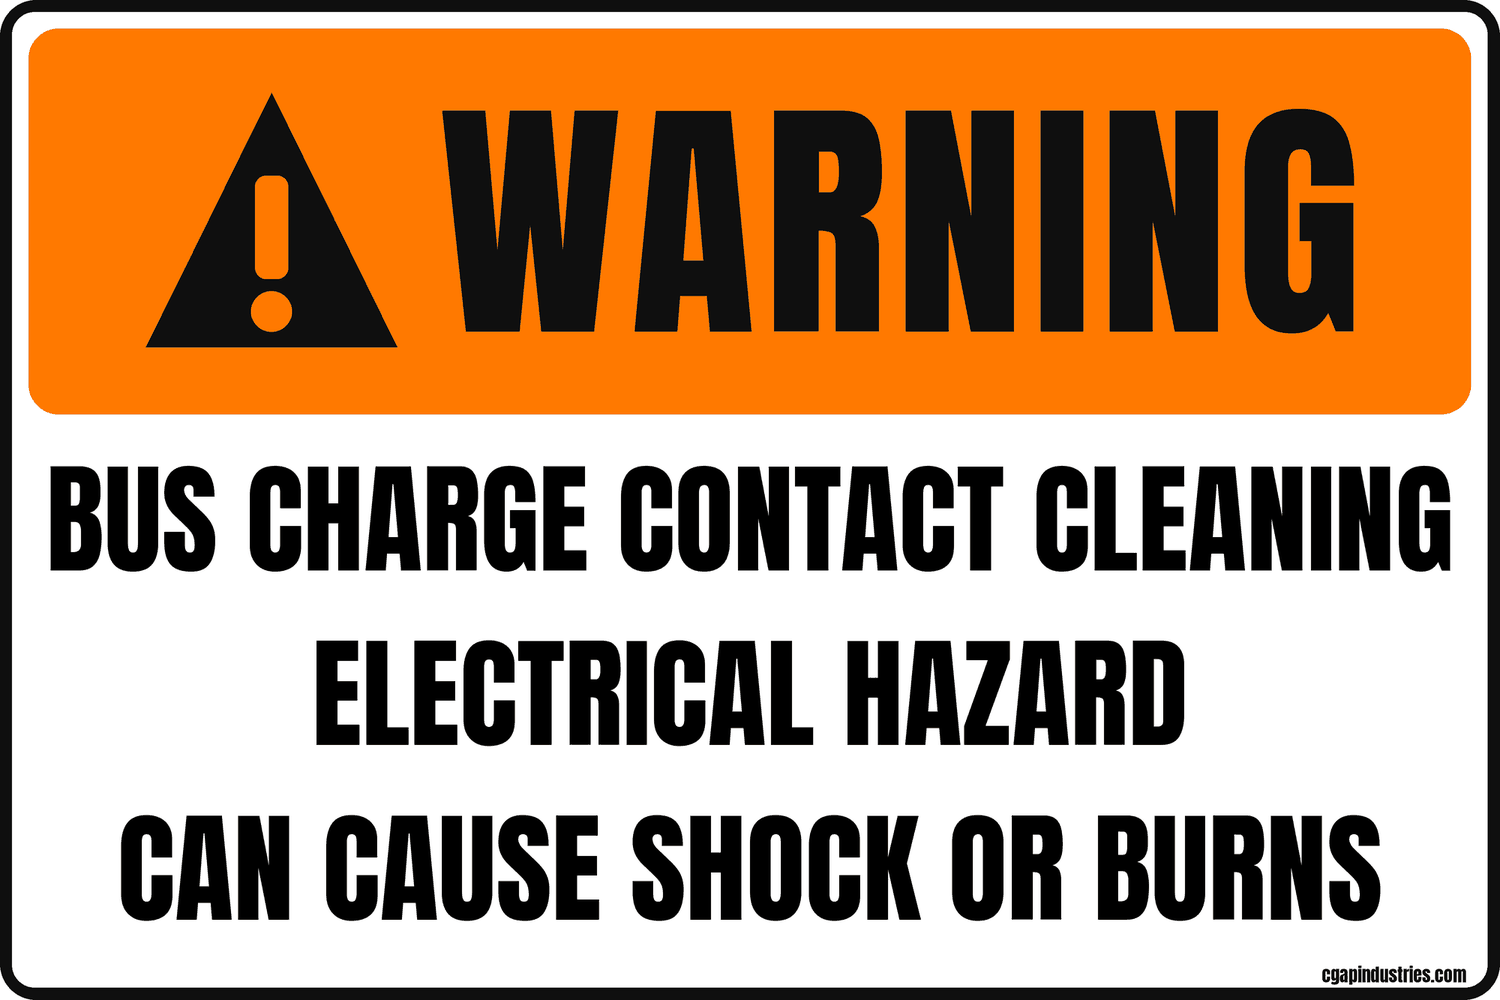 WARNING
BUS CHARGE CONTACT CLEANING
ELECTRICAL HAZARD
CAN CAUSE SHOCK OR BURNS
cgapindustries.com